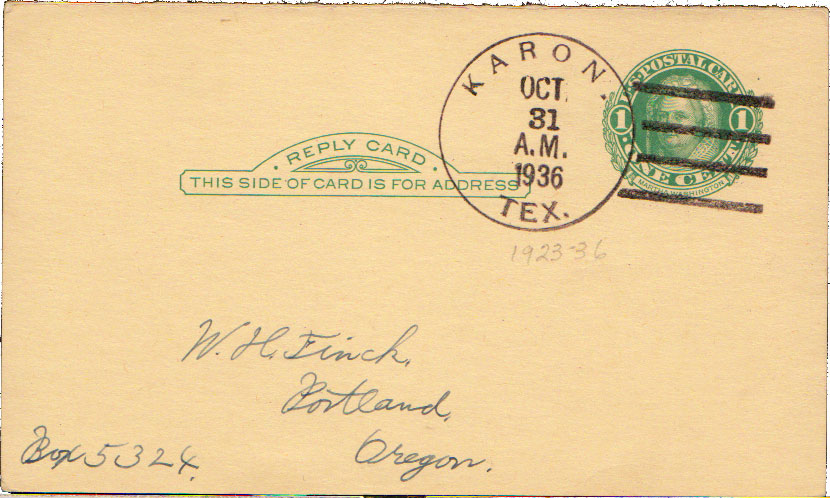 KARON.
OCT
31
A.M.
1936
TEX.
U.S. POSTAL CARD
1 1
ONE CENT
MARTHA WASHINGTON
· REPLY CARD ·
THIS SIDE OF CARD IS FOR ADDRESS
1923-36
W. H. Finck.
Portland,
Box 5324. Oregon.